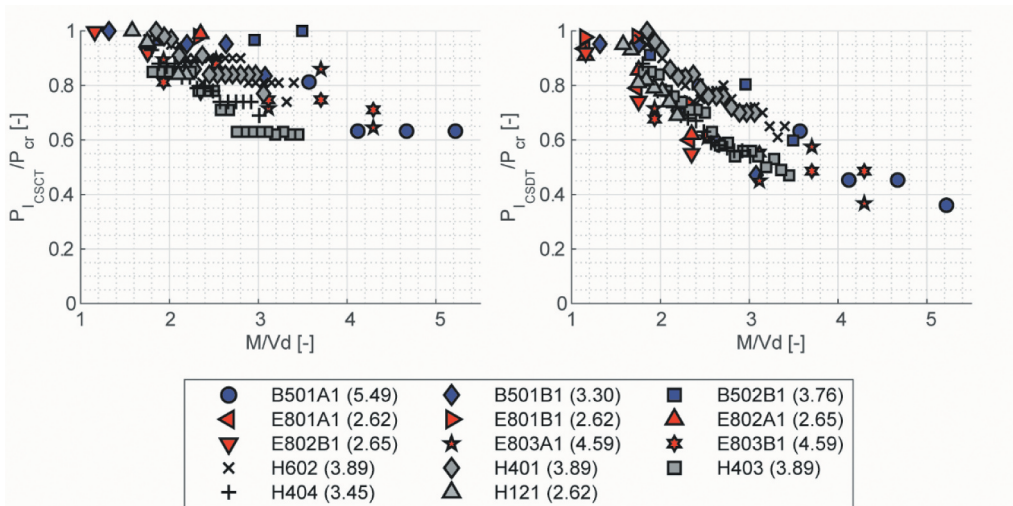 P_I_CSCT /P_cr [-]
1
0.8
0.6
0.4
0.2
0
1 2 3 4 5
M/Vd [-]
P_I_CSDT /P_cr [-]
1
0.8
0.6
0.4
0.2
0
1 2 3 4 5
M/Vd [-]
B501A1 (5.49) B501B1 (3.30) B502B1 (3.76)
E801A1 (2.62) E801B1 (2.62) E802A1 (2.65)
E802B1 (2.65) E803A1 (4.59) E803B1 (4.59)
H602 (3.89) H401 (3.89) H403 (3.89)
H404 (3.45) H121 (2.62)